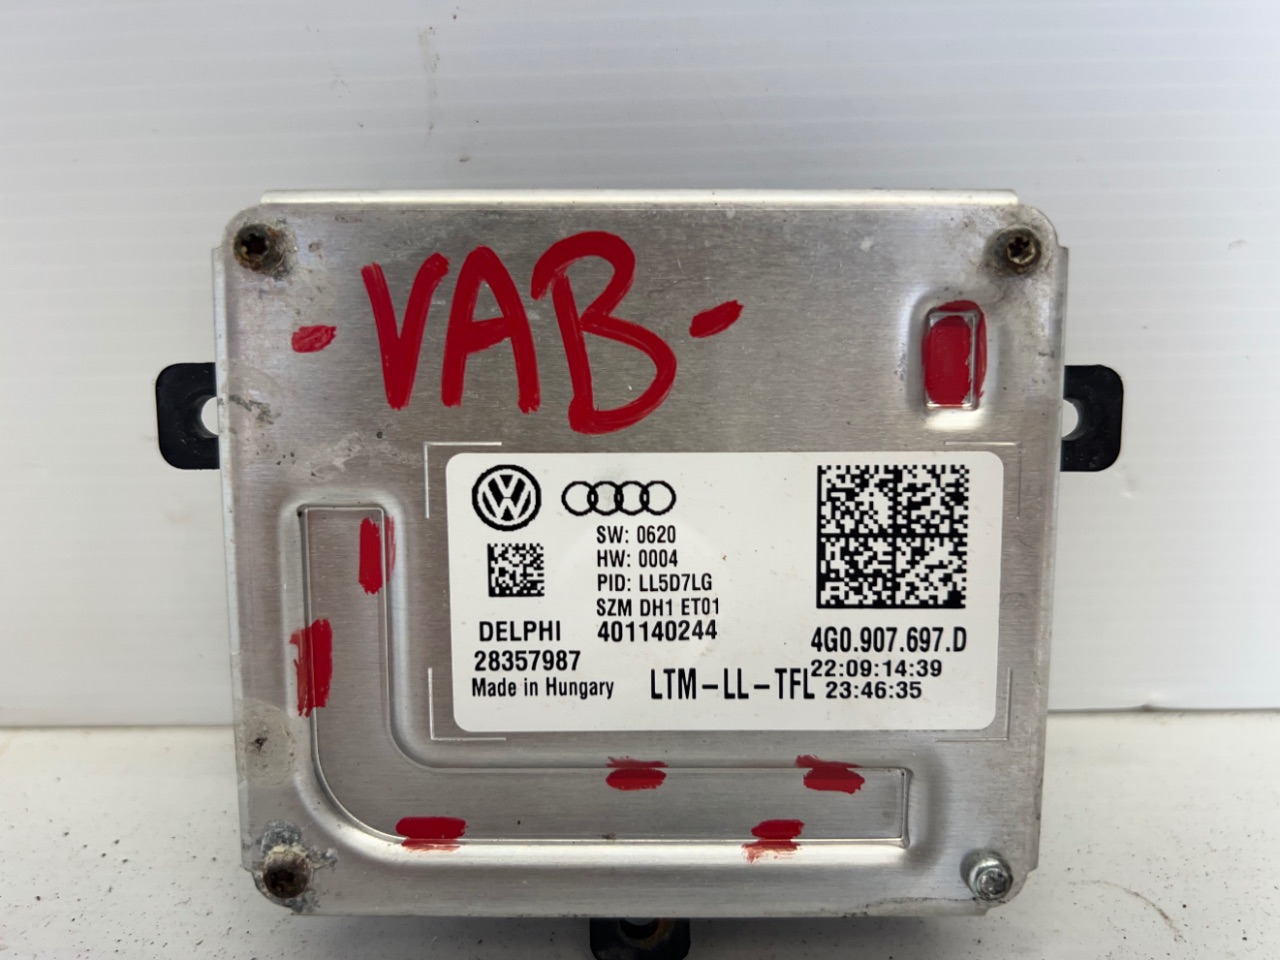 -VAB-
SW: 0620
HW: 0004
PID: LL5D7LG
SZM DH1 ET01
DELPHI 401140244
28357987
Made in Hungary
LTM-LL-TFL
4G0.907.697.D
22:09:14:39
23:46:35